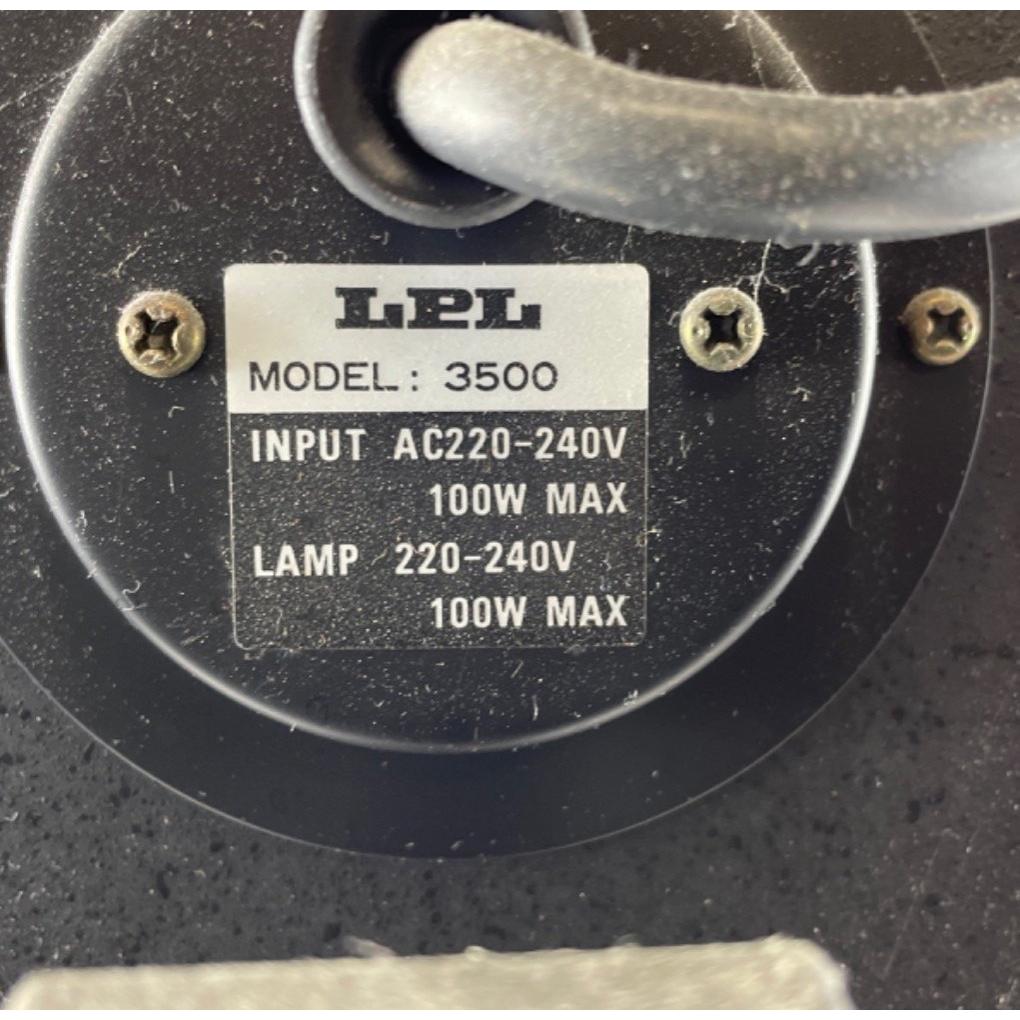 LPL
MODEL: 3500
INPUT AC220-240V
100W MAX
LAMP 220-240V
100W MAX